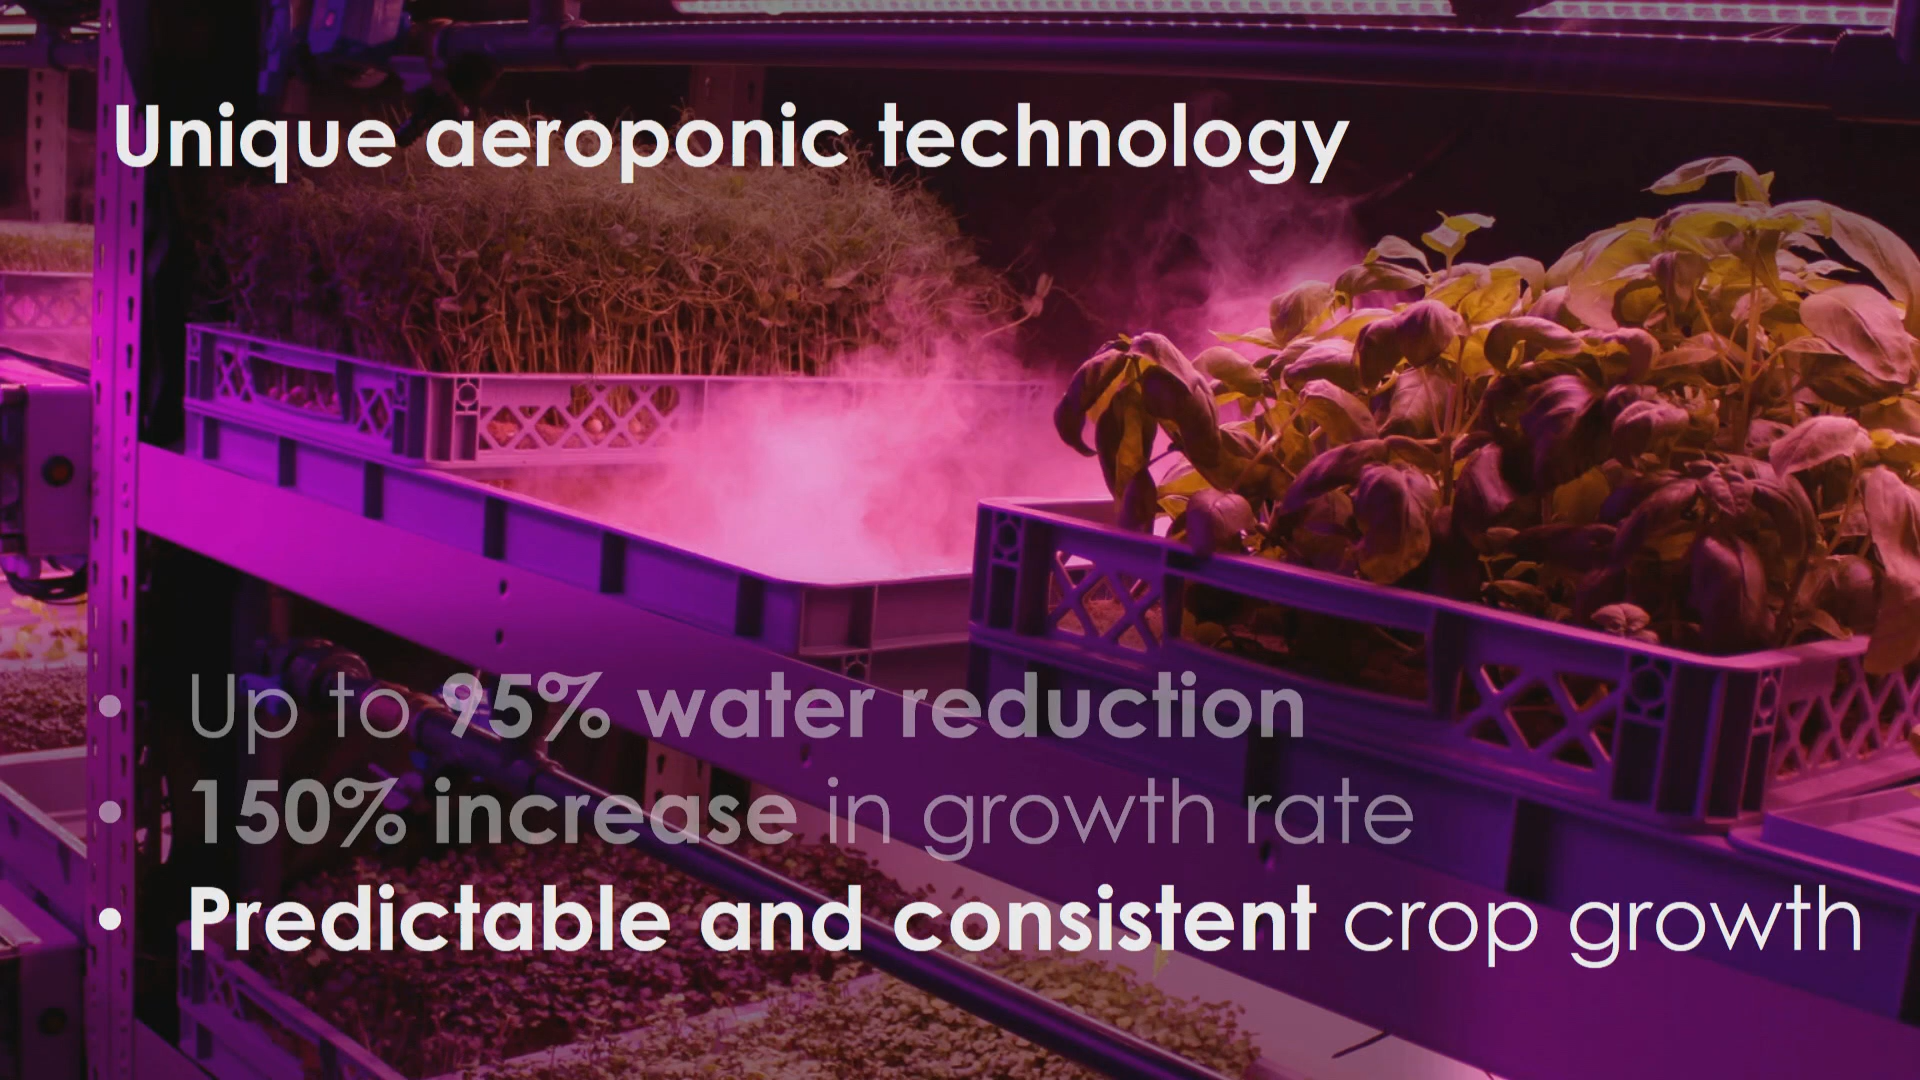 Unique aeroponic technology
• Up to 95% water reduction
• 150% increase in growth rate
• Predictable and consistent crop growth